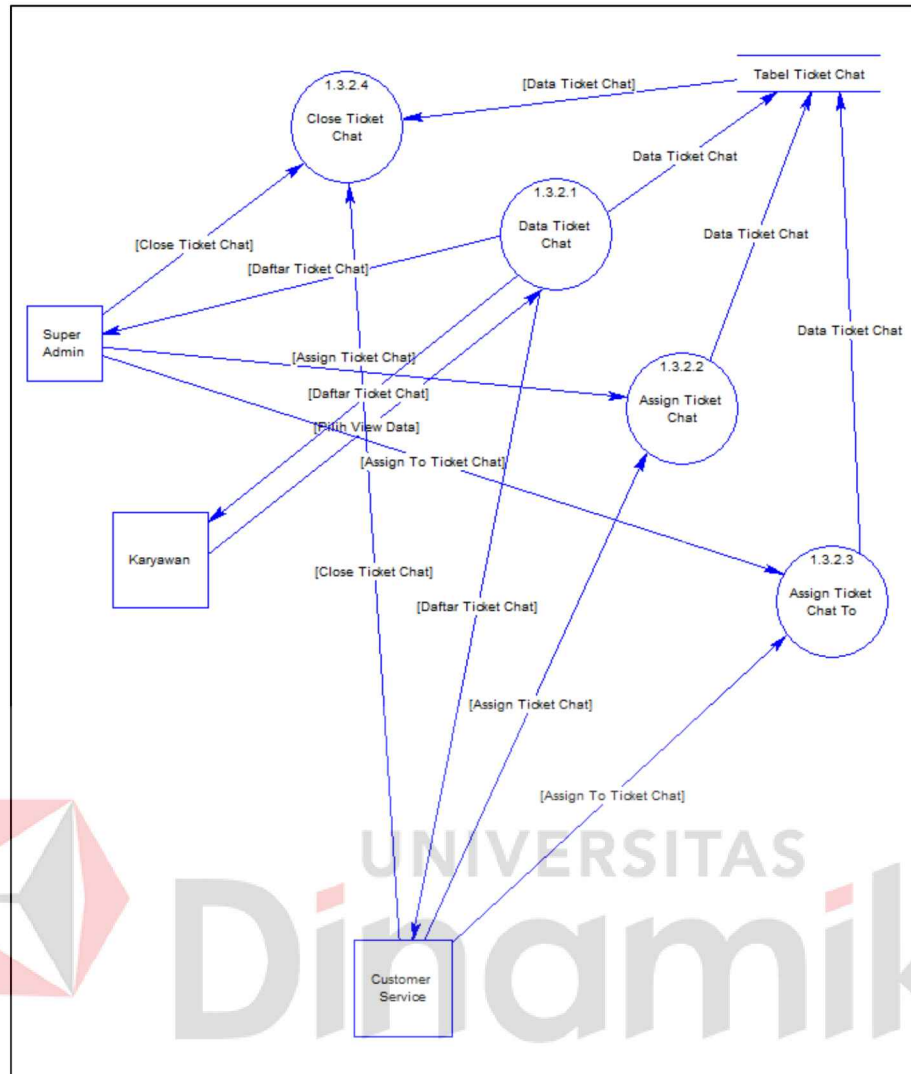 Tabel Ticket Chat
1.3.2.4
Close Ticket
Chat
[Data Ticket Chat]
Data Ticket Chat
1.3.2.1
Data Ticket
Chat
Data Ticket Chat
[Close Ticket Chat]
[Daftar Ticket Chat]
Super
Admin
Data Ticket Chat
[Assign Ticket Chat]
1.3.2.2
Assign Ticket
Chat
[Daftar Ticket Chat]
[Pilih View Data]
[Assign To Ticket Chat]
Karyawan
1.3.2.3
Assign Ticket
Chat To
[Close Ticket Chat]
[Daftar Ticket Chat]
[Assign Ticket Chat]
[Assign To Ticket Chat]
UNIVERSITAS
Dinamik
Customer
Service